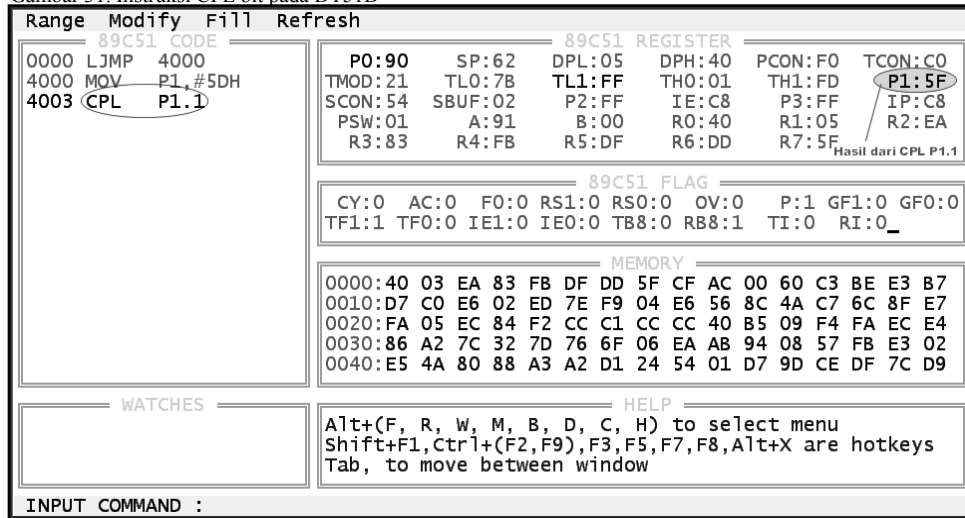 Gambar 31. Instruksi CPL bit pada DT51D
Range Modify Fill Refresh
89C51 CODE
0000 LJMP 4000
4000 MOV P1,#5DH
4003 CPL P1.1
89C51 REGISTER
P0:90 SP:62 DPL:05 DPH:40 PCON:F0 TCON:C0
TMOD:21 TL0:7B TL1:FF TH0:01 TH1:FD P1:5F
SCON:54 SBUF:02 P2:FF IE:C8 P3:FF IP:C8
PSW:01 A:91 B:00 R0:40 R1:05 R2:EA
R3:83 R4:FB R5:DF R6:DD R7:5F
Hasil dari CPL P1.1
89C51 FLAG
CY:0 AC:0 F0:0 RS1:0 RS0:0 OV:0 P:1 GF1:0 GF0:0
TF1:1 TF0:0 IE1:0 IE0:0 TB8:0 RB8:1 TI:0 RI:0_
MEMORY
0000:40 03 EA 83 FB DF DD 5F CF AC 00 60 C3 BE E3 B7
0010:D7 C0 E6 02 ED 7E F9 04 E6 56 8C 4A C7 6C 8F E7
0020:FA 05 EC 84 F2 CC C1 CC CC 40 B5 09 F4 FA EC E4
0030:86 A2 7C 32 7D 76 6F 06 EA AB 94 08 57 FB E3 02
0040:E5 4A 80 88 A3 A2 D1 24 54 01 D7 9D CE DF 7C D9
WATCHES
HELP
Alt+(F, R, W, M, B, D, C, H) to select menu
Shift+F1,Ctrl+(F2,F9),F3,F5,F7,F8,Alt+X are hotkeys
Tab, to move between window
INPUT COMMAND :